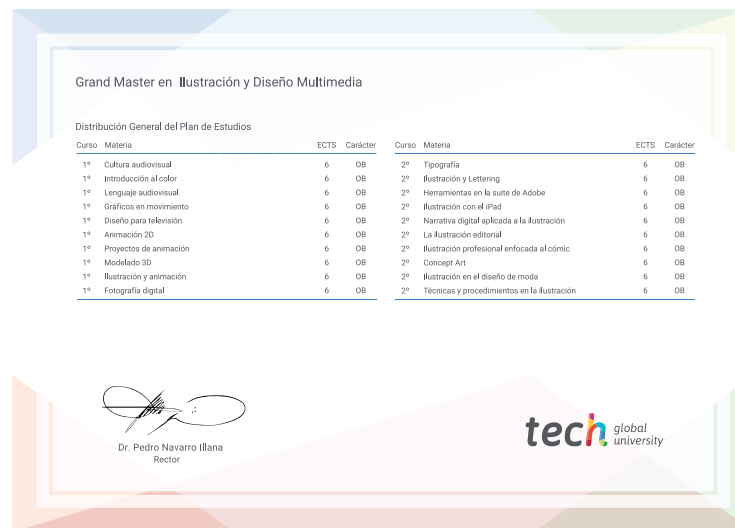 Grand Master en Ilustración y Diseño Multimedia
Distribución General del Plan de Estudios
Curso Materia ECTS Carácter
1º Cultura audiovisual 6 OB
1º Introducción al color 6 OB
1º Lenguaje audiovisual 6 OB
1º Gráficos en movimiento 6 OB
1º Diseño para televisión 6 OB
1º Animación 2D 6 OB
1º Proyectos de animación 6 OB
1º Modelado 3D 6 OB
1º Ilustración y animación 6 OB
1º Fotografía digital 6 OB
Curso Materia ECTS Carácter
2º Tipografía 6 OB
2º Ilustración y Lettering 6 OB
2º Herramientas en la suite de Adobe 6 OB
2º Ilustración con el iPad 6 OB
2º Narrativa digital aplicada a la ilustración 6 OB
2º La ilustración editorial 6 OB
2º Ilustración profesional enfocada al cómic 6 OB
2º Concept Art 6 OB
2º Ilustración en el diseño de moda 6 OB
2º Técnicas y procedimientos en la ilustración 6 OB
Dr. Pedro Navarro Illana
Rector
tech global
university